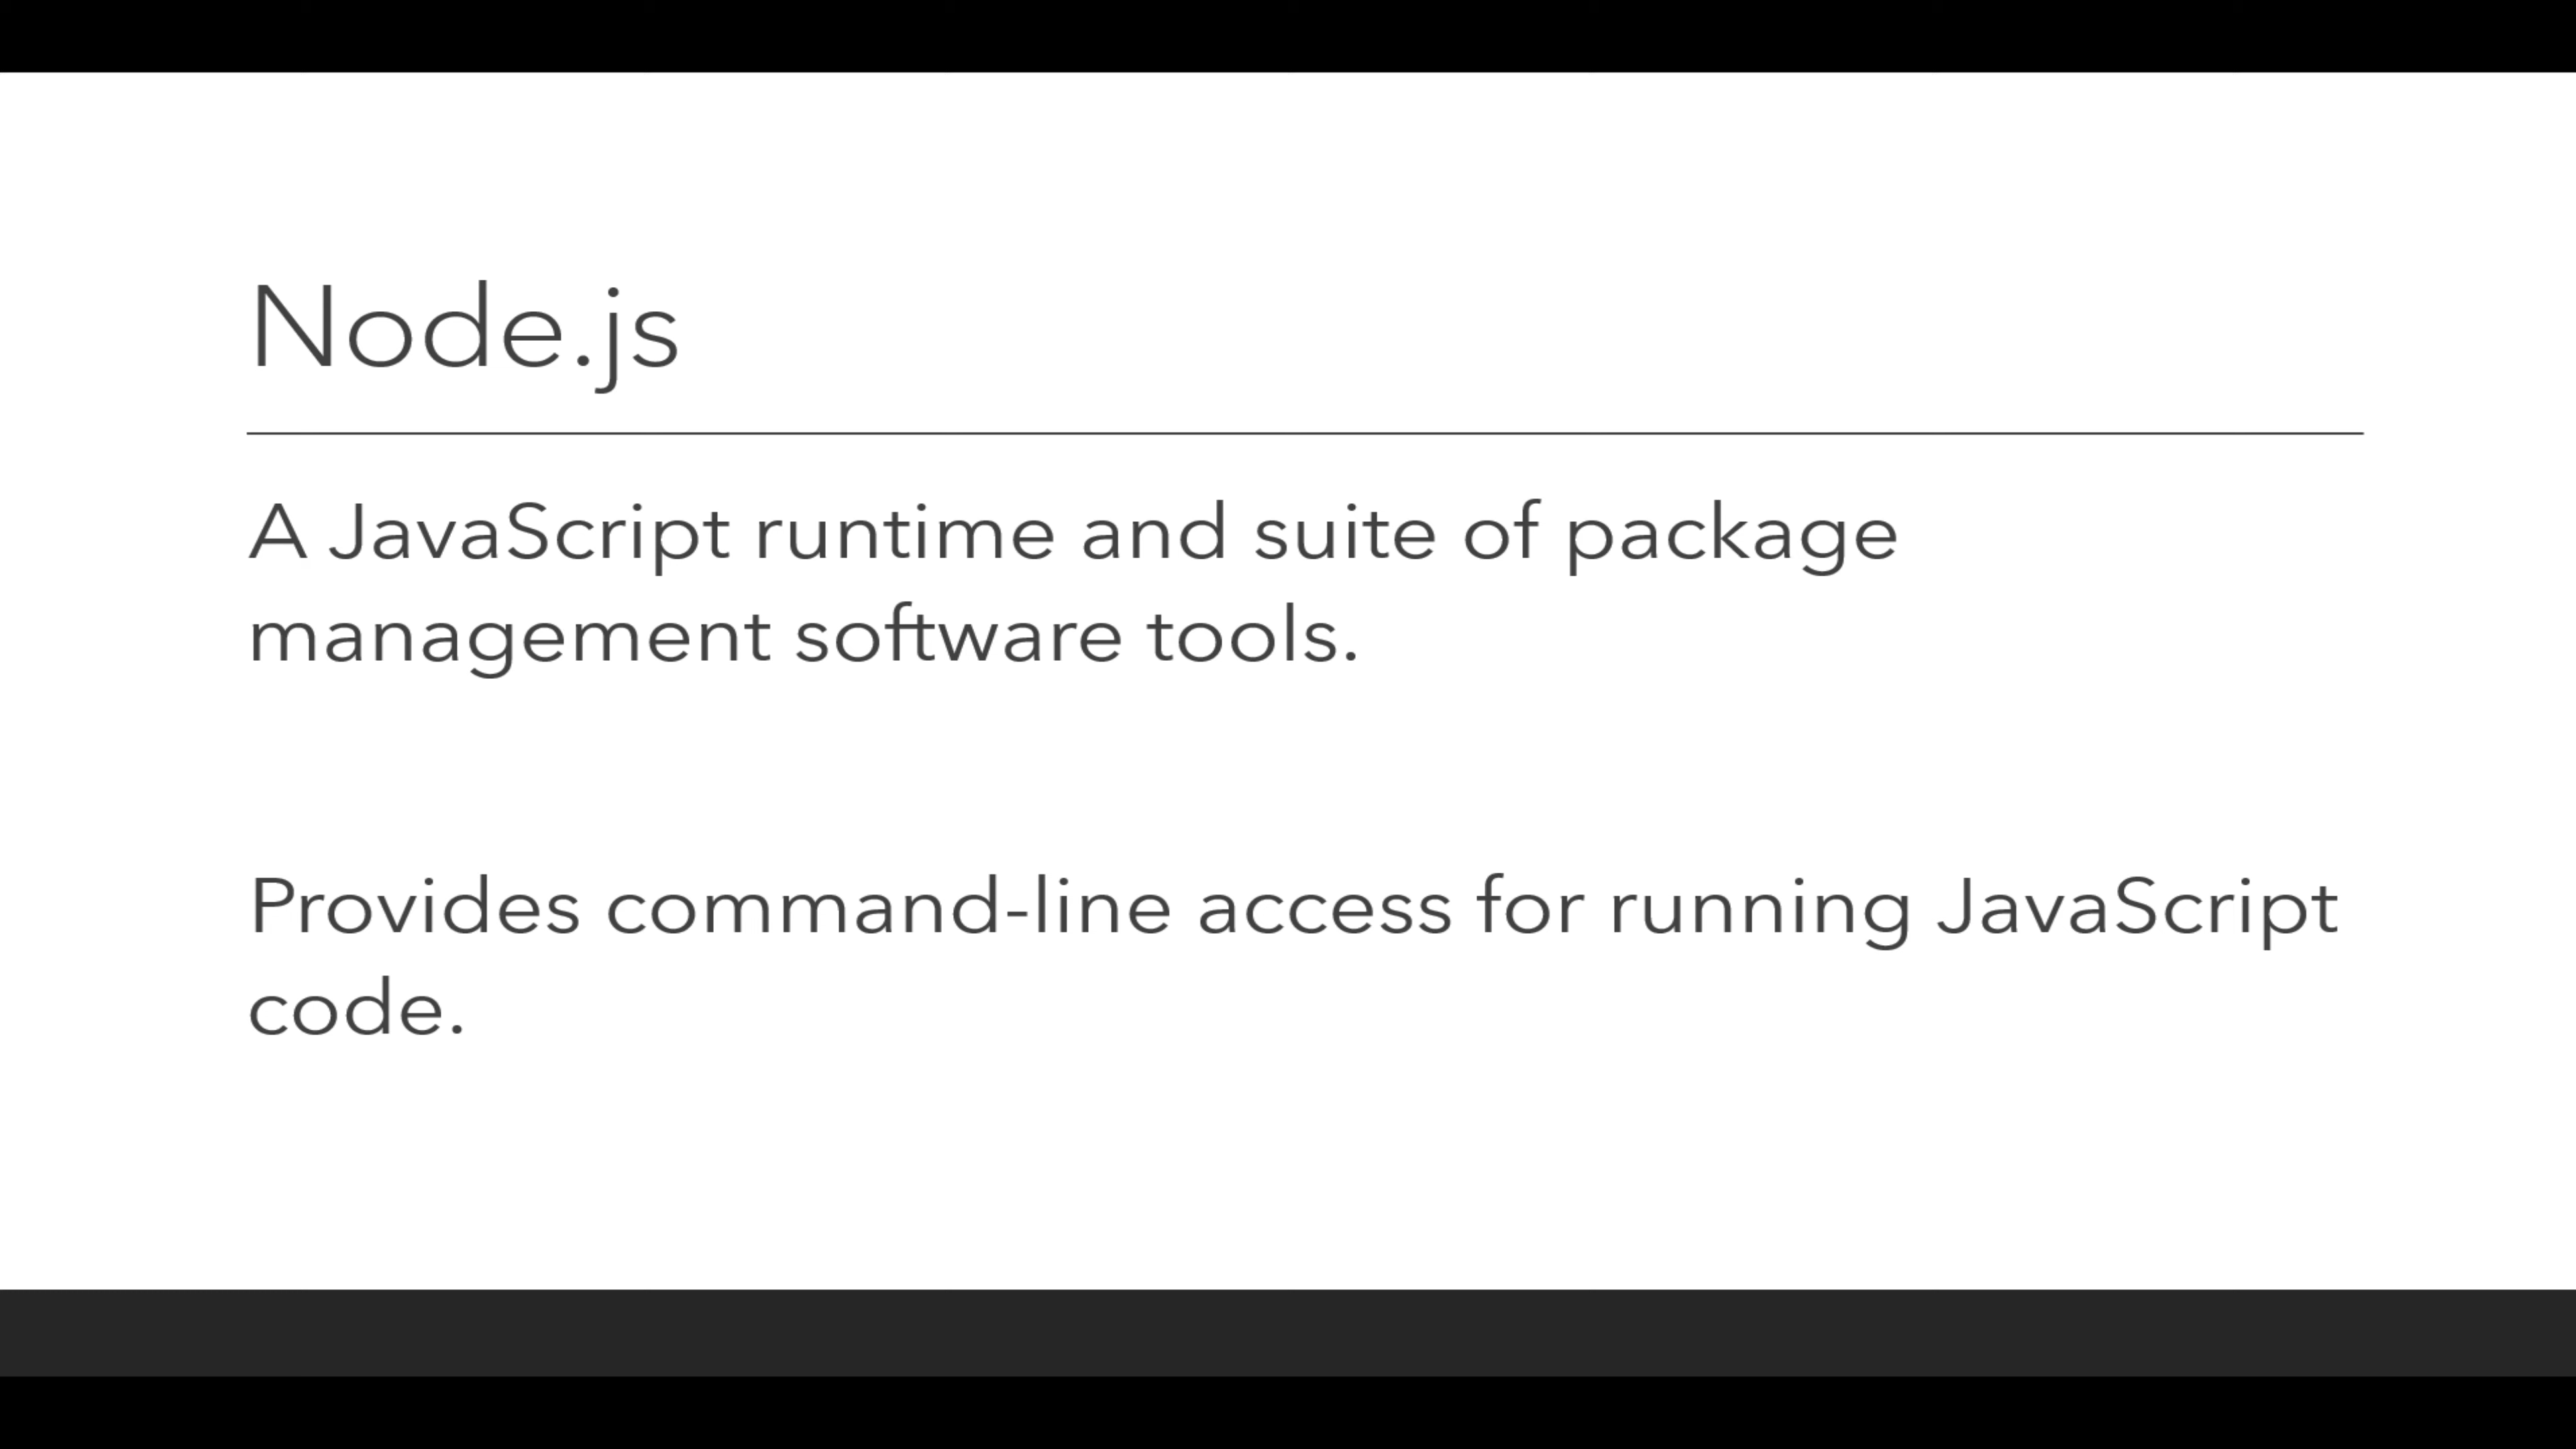 Node.js
A JavaScript runtime and suite of package
management software tools.
Provides command-line access for running JavaScript
code.